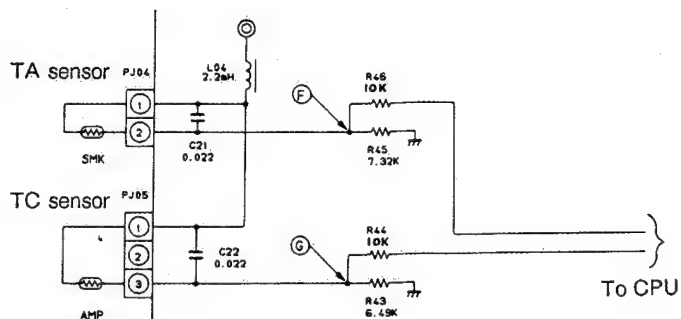 TA sensor
PJ04
L04
2.2mH
1
2
SMK
C21
0.022
F
R46
10K
R45
7.32K
TC sensor
PJ05
1
2
3
AMP
C22
0.022
G
R44
10K
R43
6.49K
To CPU